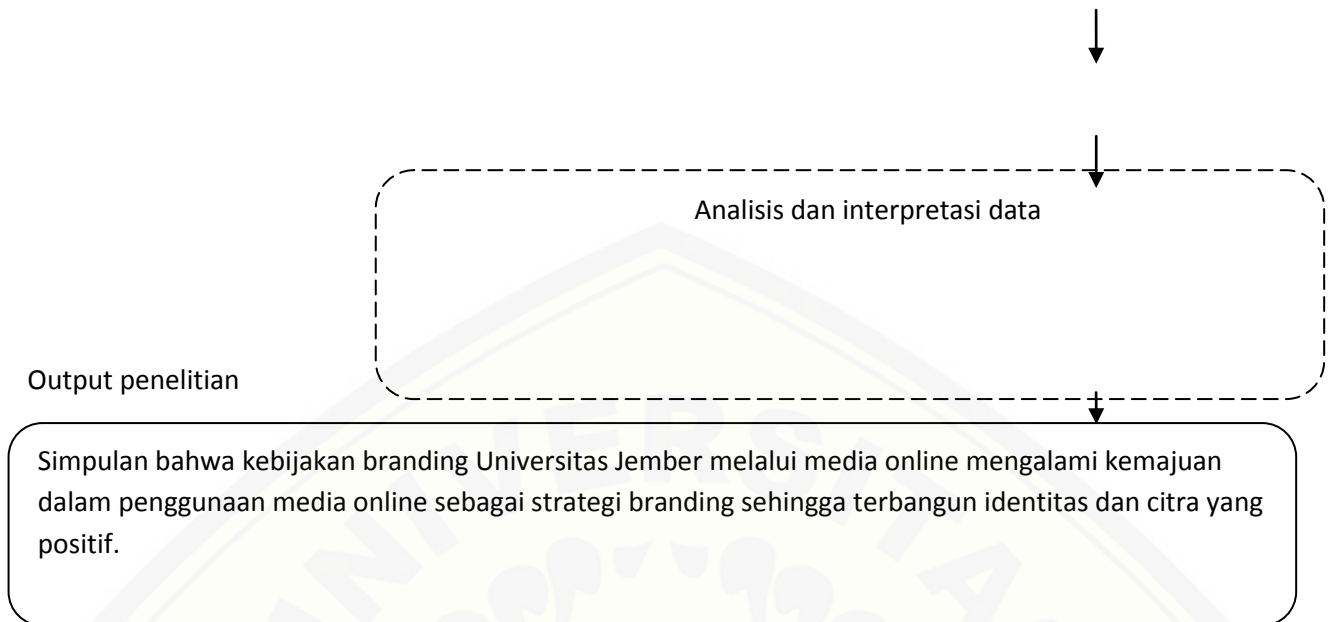 Analisis dan interpretasi data
Output penelitian
Simpulan bahwa kebijakan branding Universitas Jember melalui media online mengalami kemajuan
dalam penggunaan media online sebagai strategi branding sehingga terbangun identitas dan citra yang
positif.
UNIVERSITA